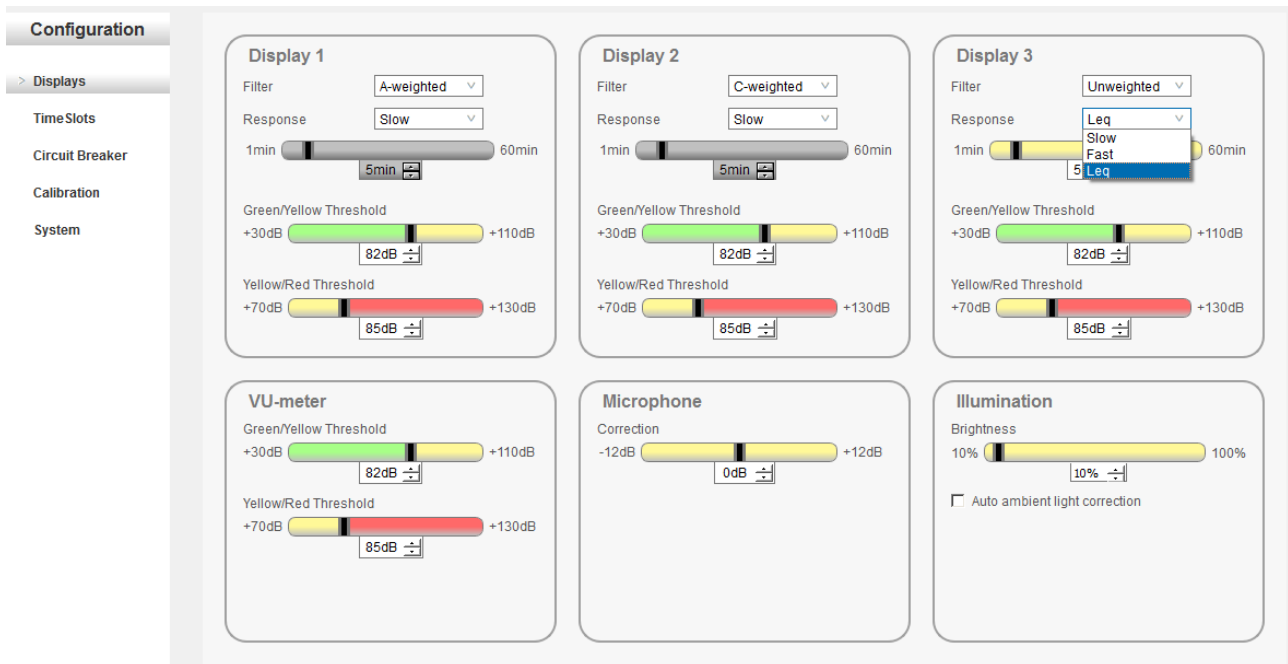 Configuration
> Displays
TimeSlots
Circuit Breaker
Calibration
System
Display 1
Filter A-weighted
Response Slow
1min 60min
5min
Green/Yellow Threshold
+30dB +110dB
82dB
Yellow/Red Threshold
+70dB +130dB
85dB
Display 2
Filter C-weighted
Response Slow
1min 60min
5min
Green/Yellow Threshold
+30dB +110dB
82dB
Yellow/Red Threshold
+70dB +130dB
85dB
Display 3
Filter Unweighted
Response Leq
Slow
Fast
Leq
1min 60min
5
Green/Yellow Threshold
+30dB +110dB
82dB
Yellow/Red Threshold
+70dB +130dB
85dB
VU-meter
Green/Yellow Threshold
+30dB +110dB
82dB
Yellow/Red Threshold
+70dB +130dB
85dB
Microphone
Correction
-12dB +12dB
0dB
Illumination
Brightness
10% 100%
10%
Auto ambient light correction